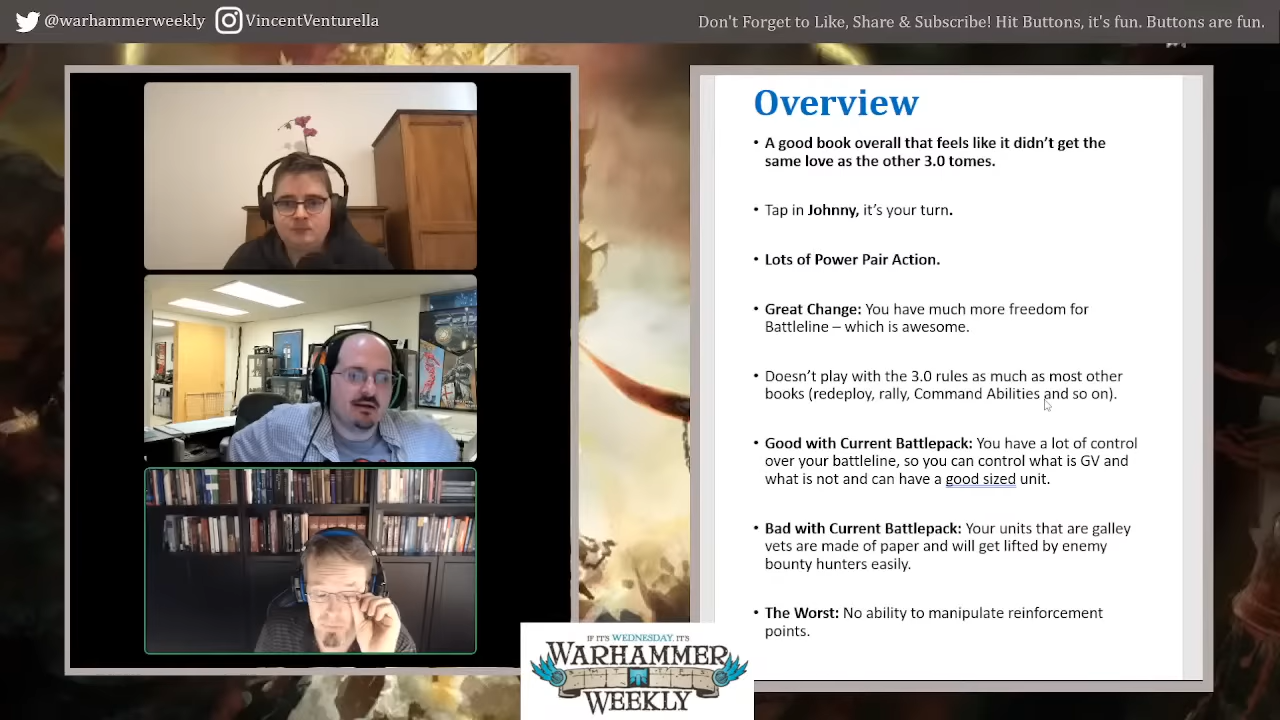 @warhammerweekly VincentVenturella Don't Forget to Like, Share & Subscribe! Hit Buttons, it's fun. Buttons are fun.
Overview
• A good book overall that feels like it didn't get the
same love as the other 3.0 tomes.
• Tap in Johnny, it's your turn.
• Lots of Power Pair Action.
• Great Change: You have much more freedom for
Battleline – which is awesome.
• Doesn't play with the 3.0 rules as much as most other
books (redeploy, rally, Command Abilities and so on).
• Good with Current Battlepack: You have a lot of control
over your battleline, so you can control what is GV and
what is not and can have a good sized unit.
• Bad with Current Battlepack: Your units that are galley
vets are made of paper and will get lifted by enemy
bounty hunters easily.
• The Worst: No ability to manipulate reinforcement
points.
IF IT'S WEDNESDAY, IT'S
WARHAMMER
WEEKLY